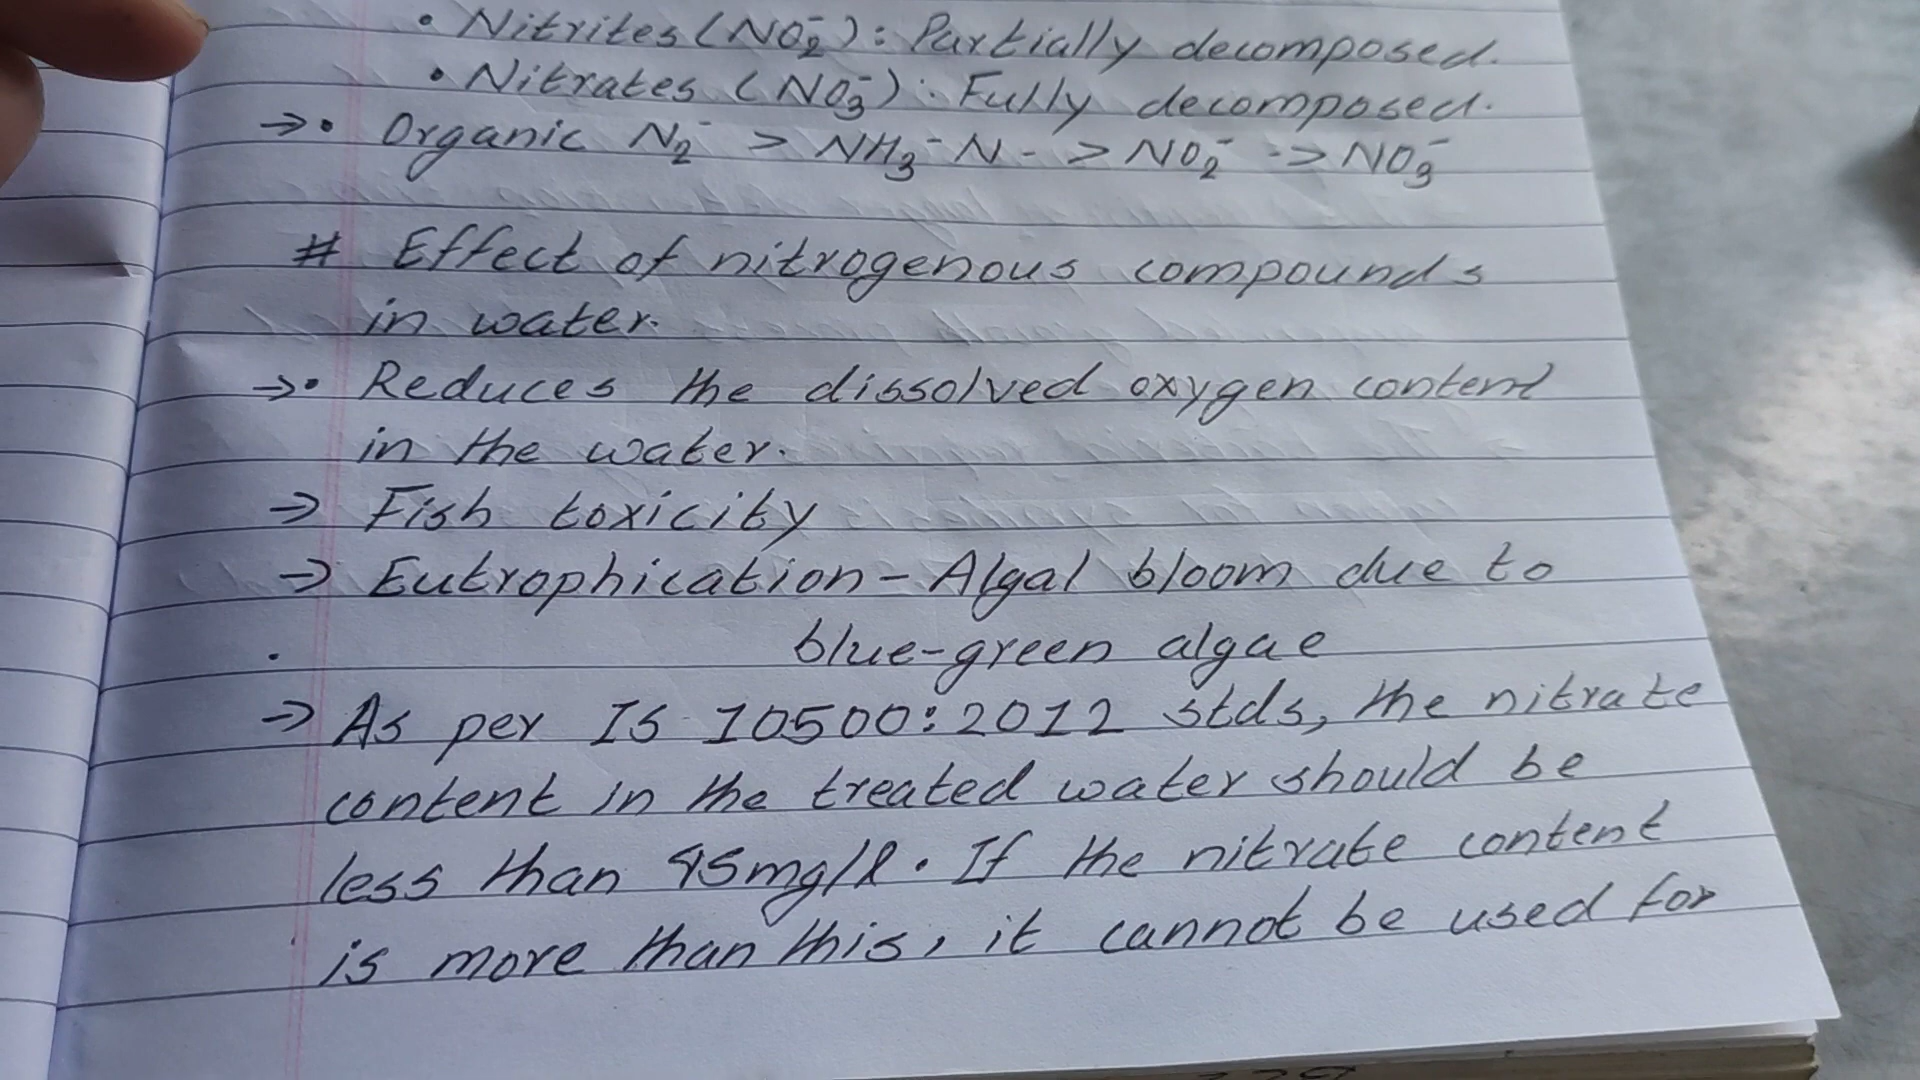 • Nitrites (NO₂⁻): Partially decomposed.
• Nitrates (NO₃⁻): Fully decomposed.
→• Organic N₂⁻ > NH₃⁻N - > NO₂⁻ -> NO₃⁻
# Effect of nitrogenous compounds
in water.
→• Reduces the dissolved oxygen content
in the water.
→ Fish toxicity
→ Eutrophication - Algal bloom due to
blue-green algae
→ As per IS 10500:2012 stds, the nitrate
content in the treated water should be
less than 45mg/l. If the nitrate content
is more than this, it cannot be used for